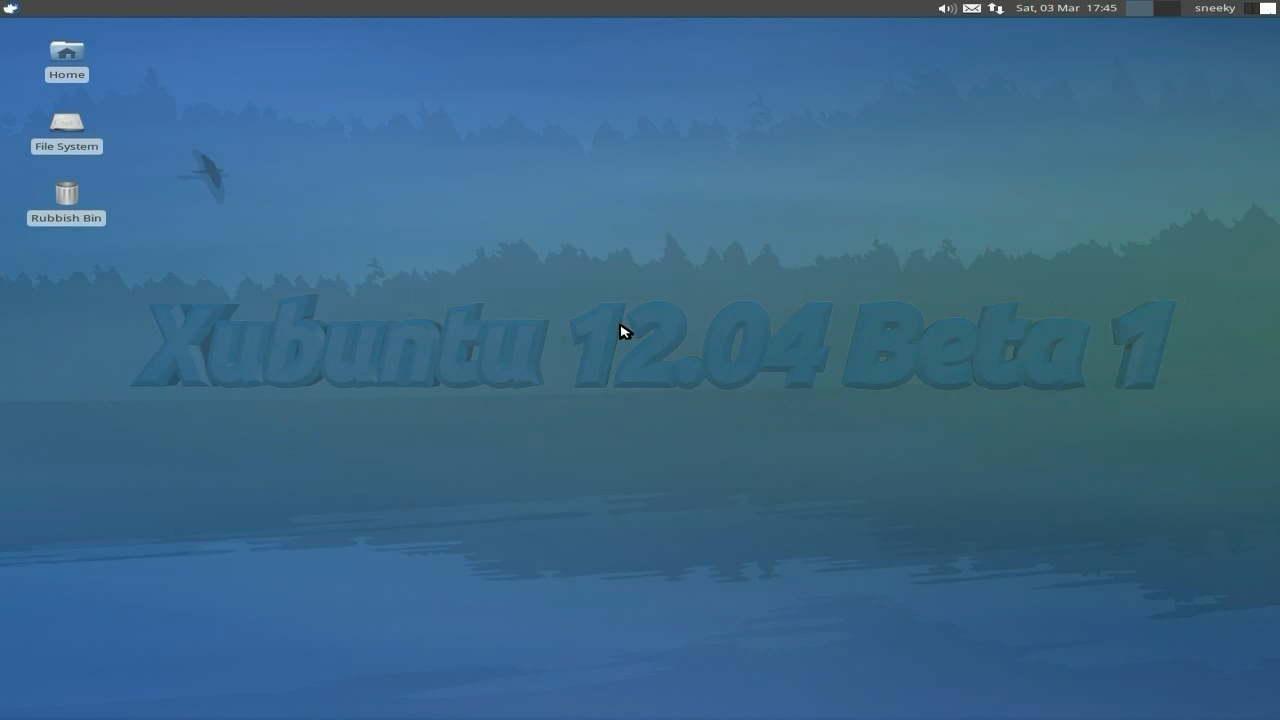 Sat, 03 Mar 17:45
sneeky
Home
File System
Rubbish Bin
Xubuntu 12.04 Beta 1